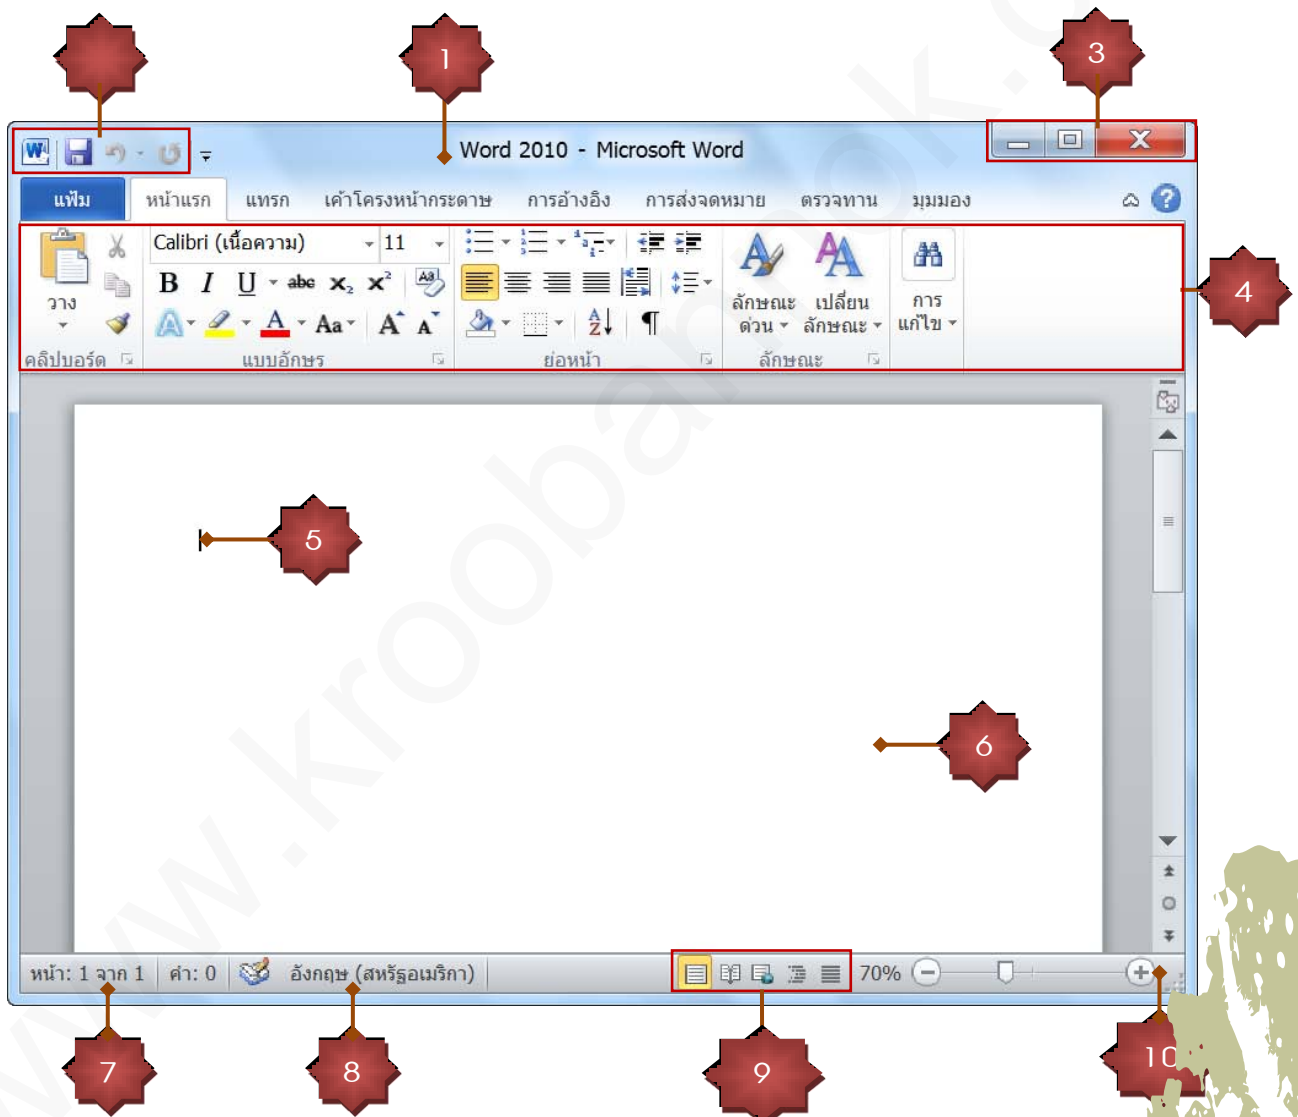 1
3
Word 2010 - Microsoft Word
แฟ้ม หน้าแรก แทรก เค้าโครงหน้ากระดาษ การอ้างอิง การส่งจดหมาย ตรวจทาน มุมมอง
Calibri (เนื้อความ) 11
B I U abc x₂ x² Aa
วาง
A A Aa A A A Z ¶
ลักษณะด่วน เปลี่ยนลักษณะ การแก้ไข
คลิปบอร์ด แบบอักษร ย่อหน้า ลักษณะ
4
5
6
หน้า: 1 จาก 1 คำ: 0 อังกฤษ (สหรัฐอเมริกา) 70%
7 8 9 10
www.kroobannok.c